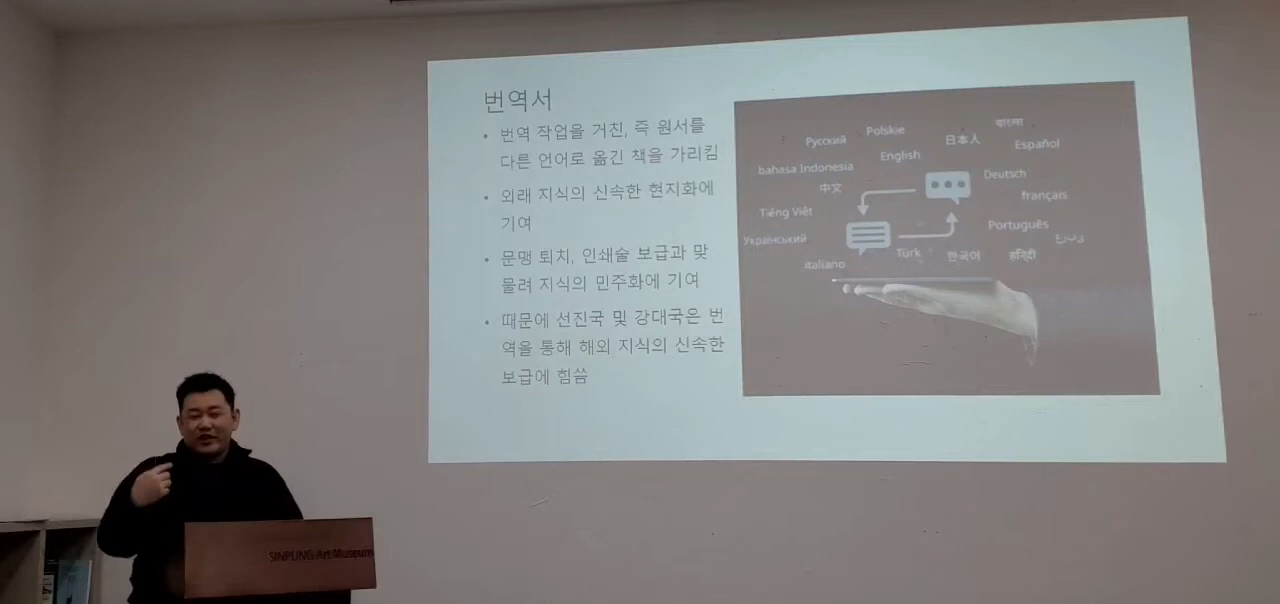 번역서
• 번역 작업을 거친, 즉 원서를
다른 언어로 옮긴 책을 가리킴
• 외래 지식의 신속한 현지화에
기여
• 문맹 퇴치, 인쇄술 보급과 맞
물려 지식의 민주화에 기여
• 때문에 선진국 및 강대국은 번
역을 통해 해외 지식의 신속한
보급에 힘씀
Русский Polskie 日本人 বাংলা
bahasa Indonesia English Español
中文 Deutsch
Tiếng Việt français
Український Português
italiano Türk 한국어
SINPUNG Art Museum